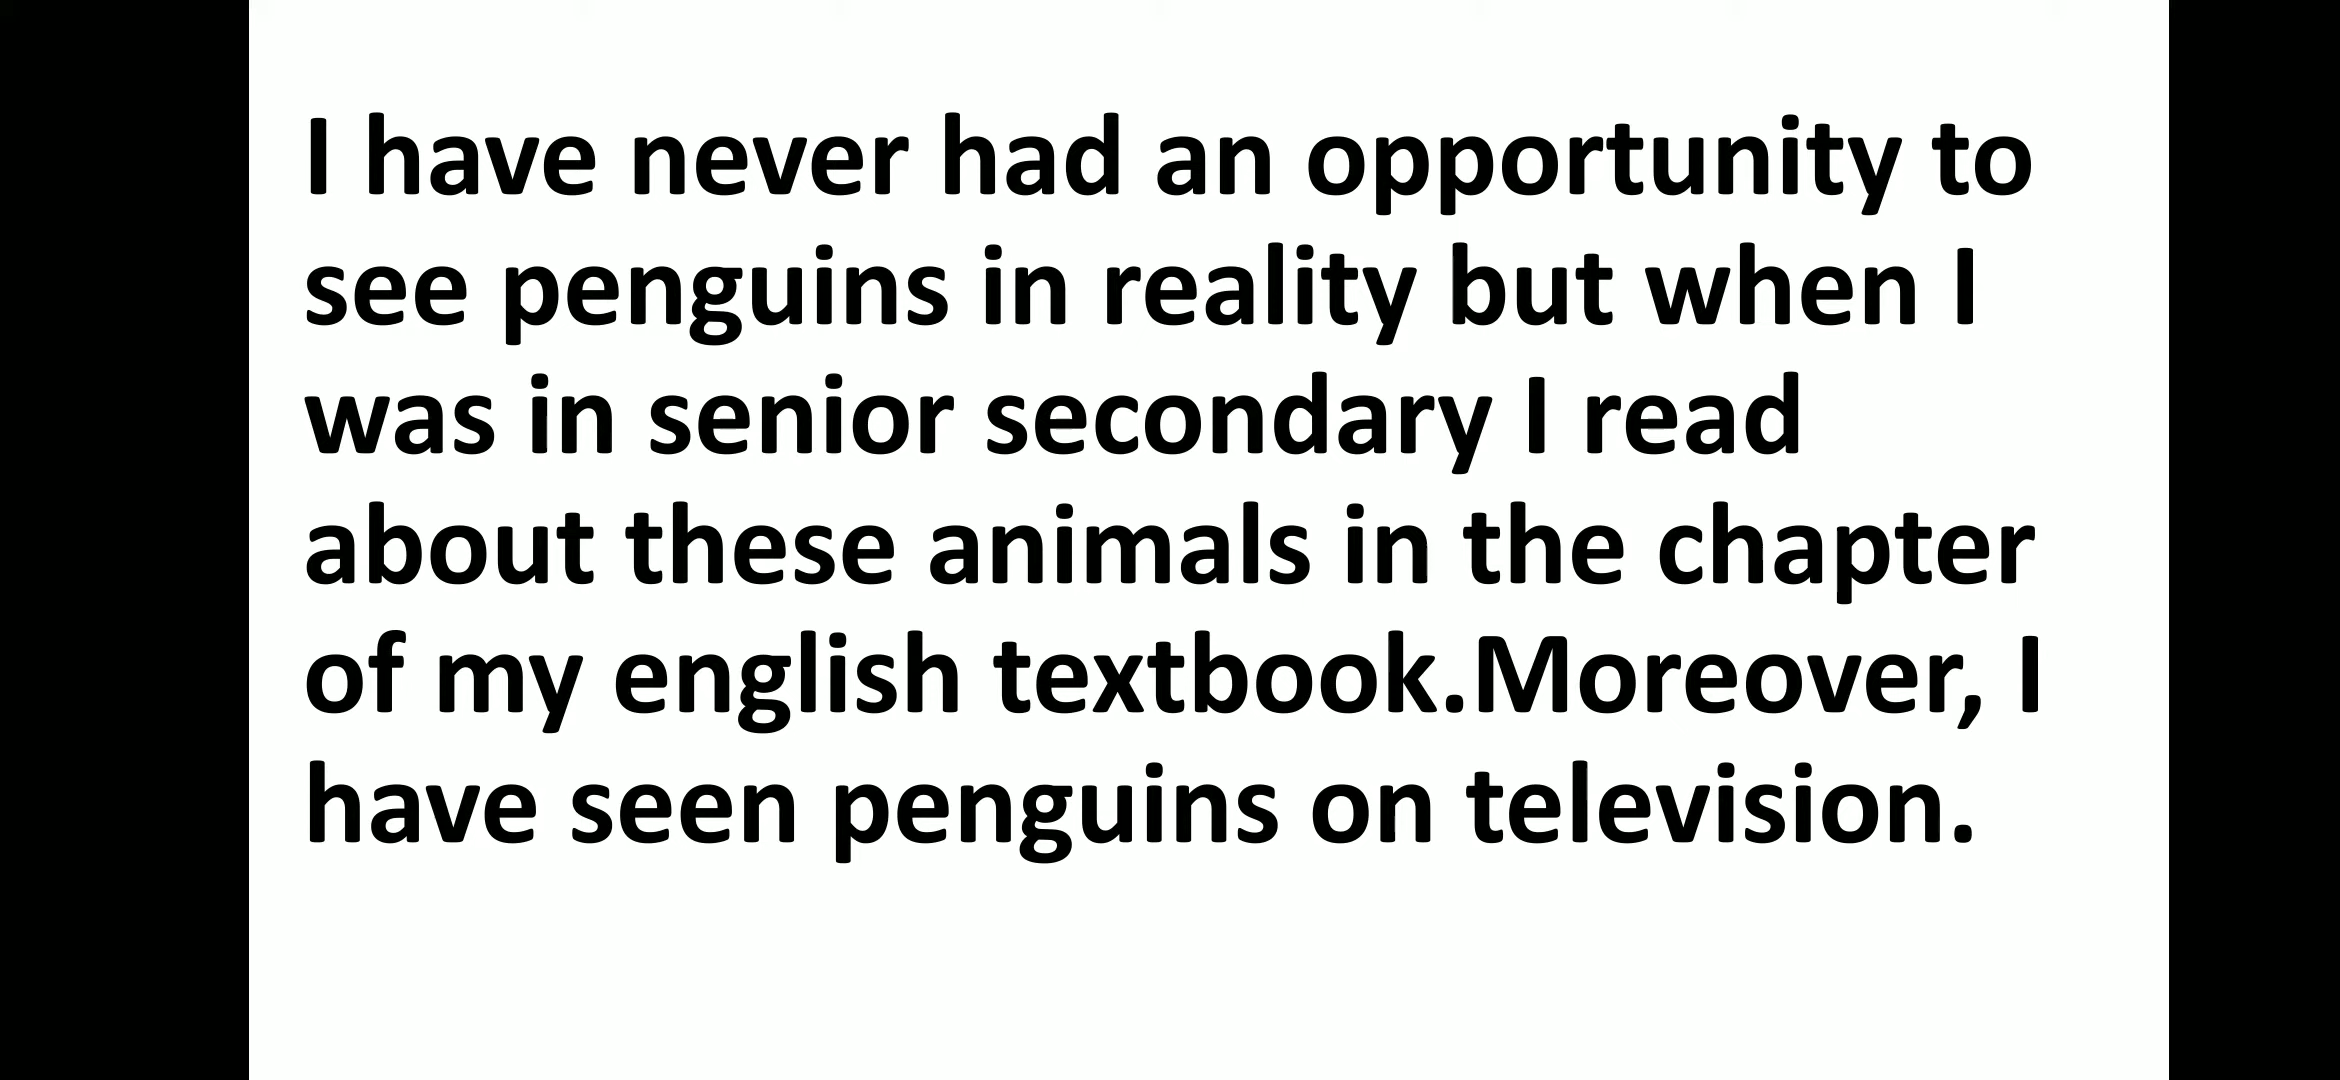 I have never had an opportunity to
see penguins in reality but when I
was in senior secondary I read
about these animals in the chapter
of my english textbook.Moreover, I
have seen penguins on television.